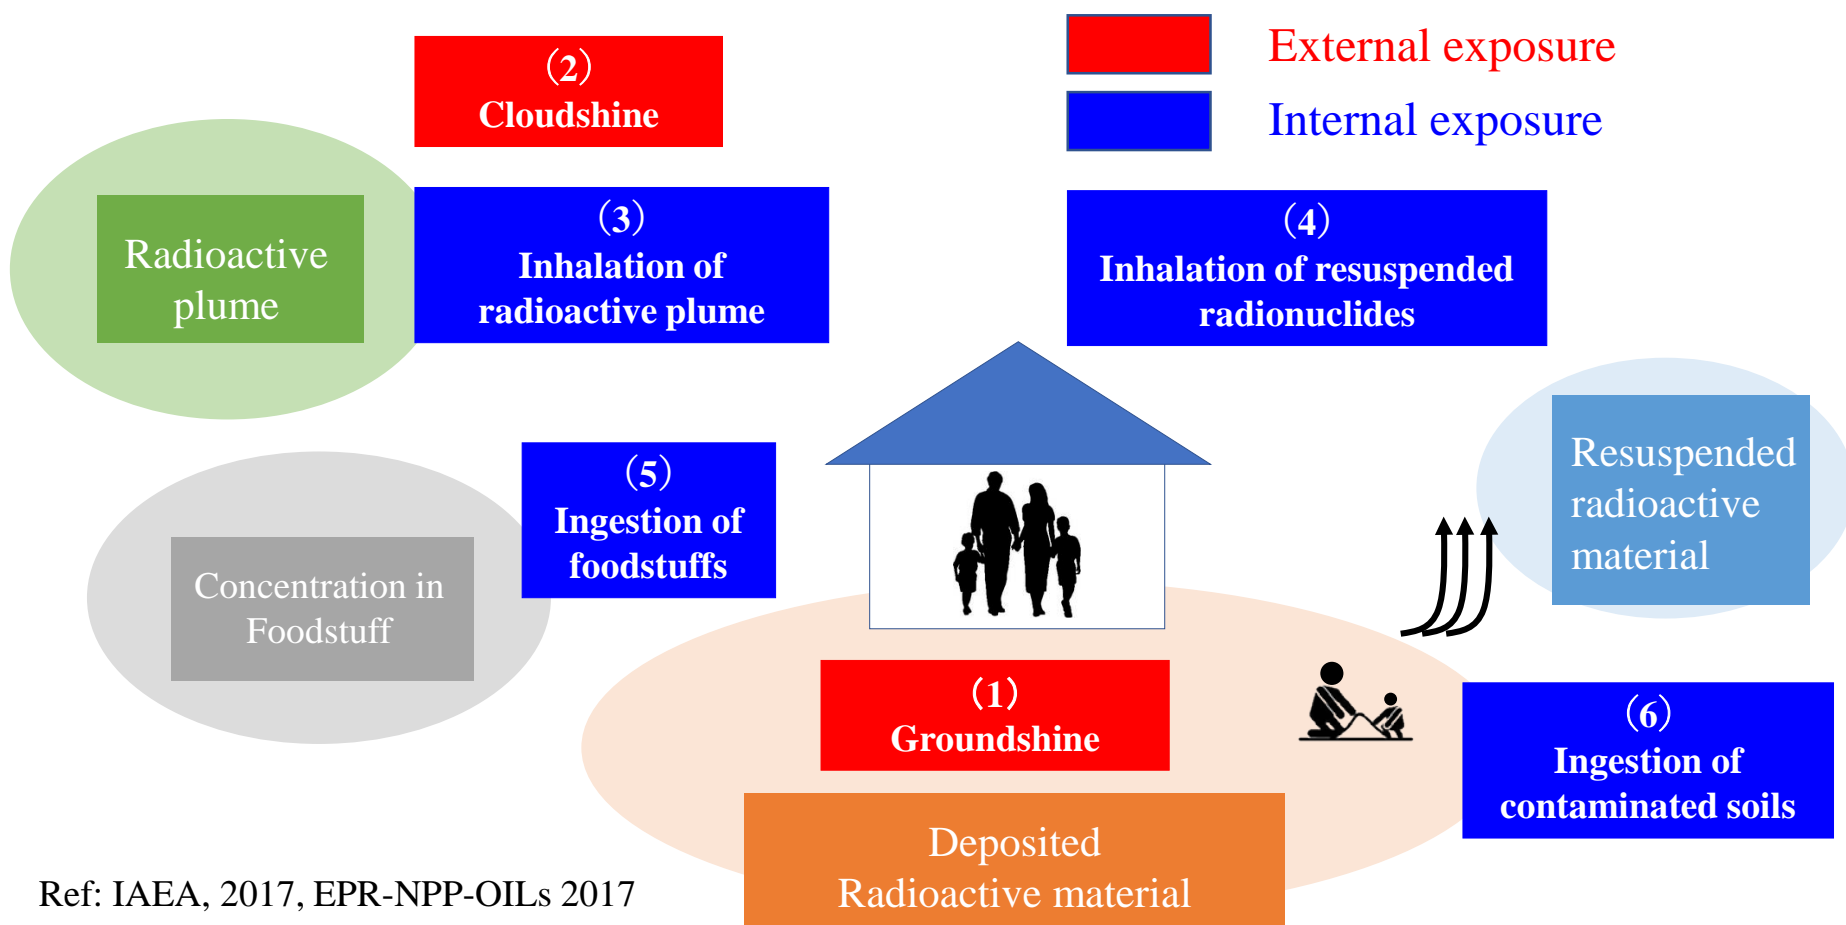 （2）
Cloudshine
External exposure
Internal exposure
Radioactive
plume
（3）
Inhalation of
radioactive plume
（4）
Inhalation of resuspended
radionuclides
Resuspended
radioactive
material
（5）
Ingestion of
foodstuffs
Concentration in
Foodstuff
（1）
Groundshine
（6）
Ingestion of
contaminated soils
Deposited
Radioactive material
Ref: IAEA, 2017, EPR-NPP-OILs 2017